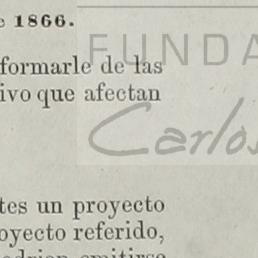 e 1866.
FUNDA
formarle de las
ivo que afectan
Carlos
tes un proyecto
oyecto referido,